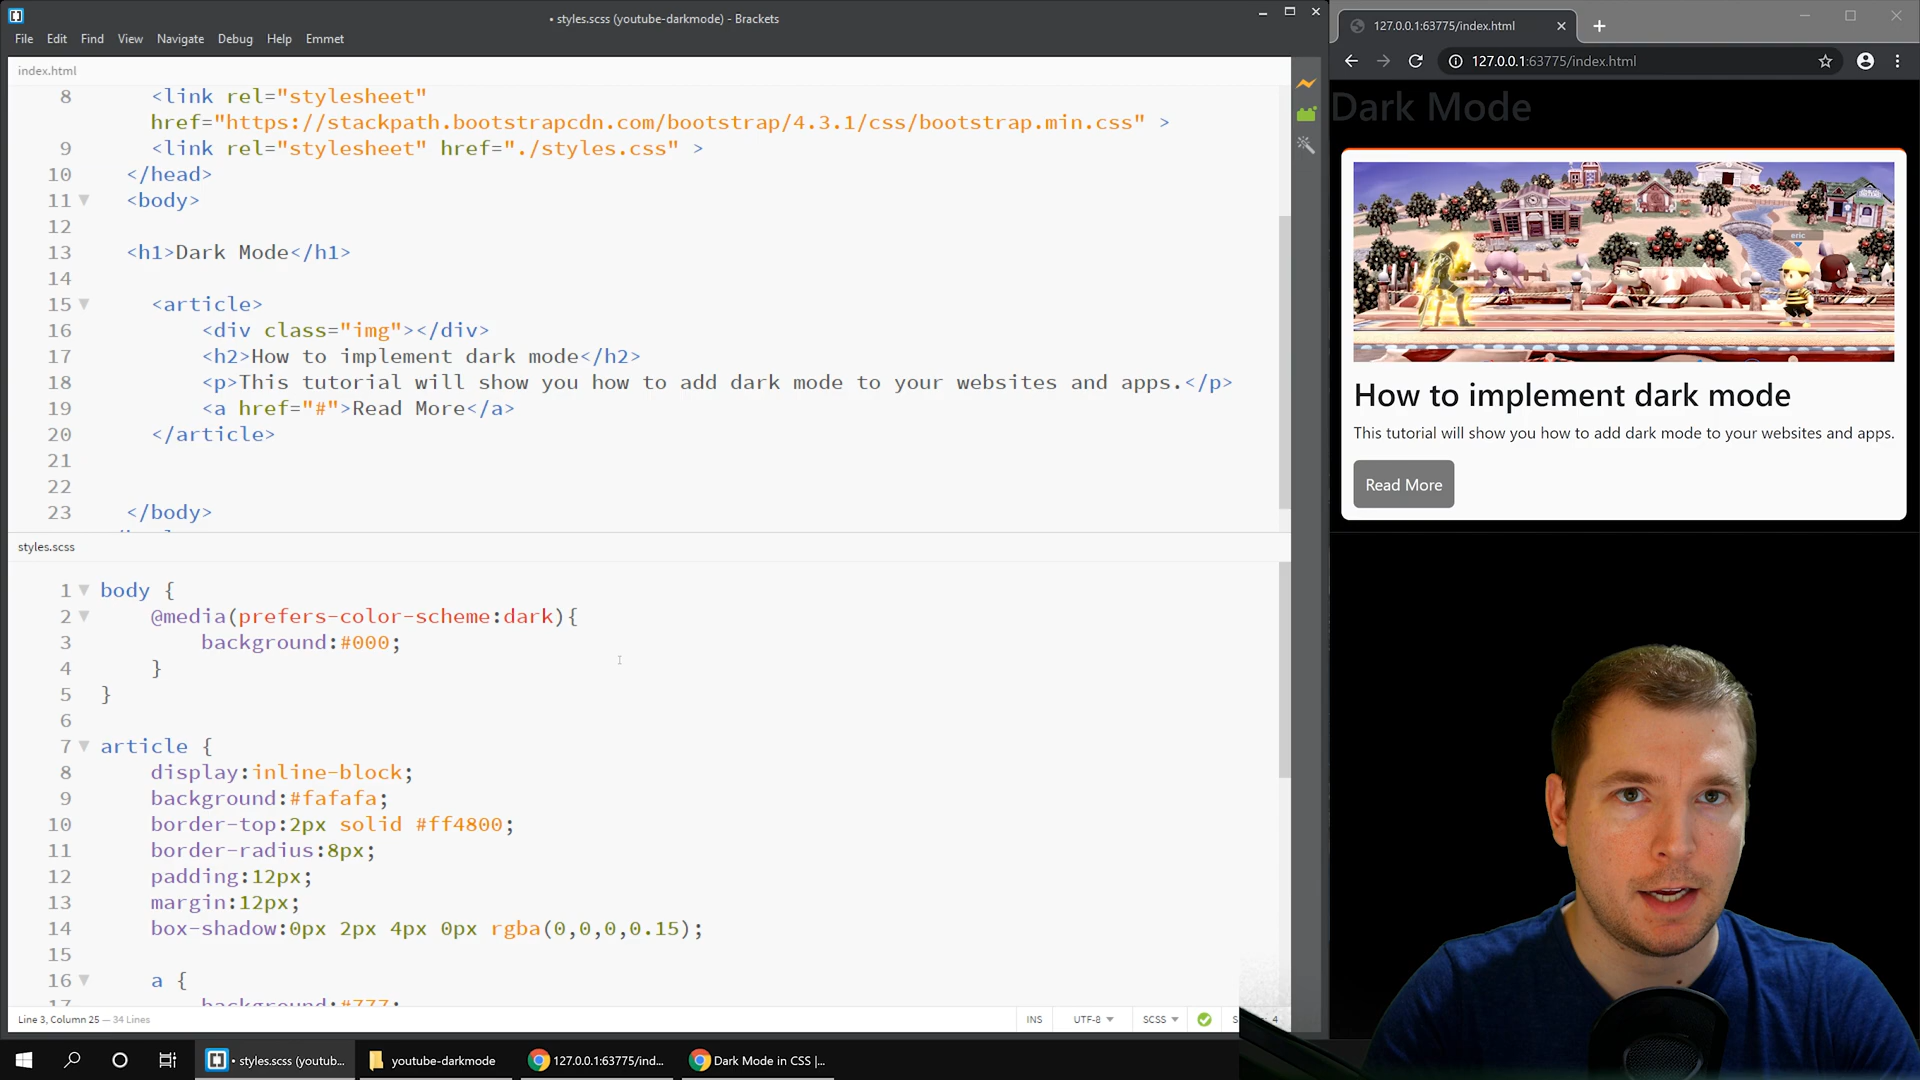 • styles.scss (youtube-darkmode) - Brackets
File Edit Find View Navigate Debug Help Emmet
index.html
8 <link rel="stylesheet"
href="https://stackpath.bootstrapcdn.com/bootstrap/4.3.1/css/bootstrap.min.css" >
9 <link rel="stylesheet" href="./styles.css" >
10 </head>
11 <body>
12
13 <h1>Dark Mode</h1>
14
15 <article>
16 <div class="img"></div>
17 <h2>How to implement dark mode</h2>
18 <p>This tutorial will show you how to add dark mode to your websites and apps.</p>
19 <a href="#">Read More</a>
20 </article>
21
22
23 </body>
styles.scss
1 body {
2 @media(prefers-color-scheme:dark){
3 background:#000;
4 }
5 }
6
7 article {
8 display:inline-block;
9 background:#fafafa;
10 border-top:2px solid #ff4800;
11 border-radius:8px;
12 padding:12px;
13 margin:12px;
14 box-shadow:0px 2px 4px 0px rgba(0,0,0,0.15);
15
16 a {
17 background:#777;
Line 3, Column 25 — 34 Lines
INS UTF-8 SCSS 4
• styles.scss (youtub...
youtube-darkmode
127.0.0.1:63775/ind...
Dark Mode in CSS |...
127.0.0.1:63775/index.html
127.0.0.1:63775/index.html
Dark Mode
eric
How to implement dark mode
This tutorial will show you how to add dark mode to your websites and apps.
Read More